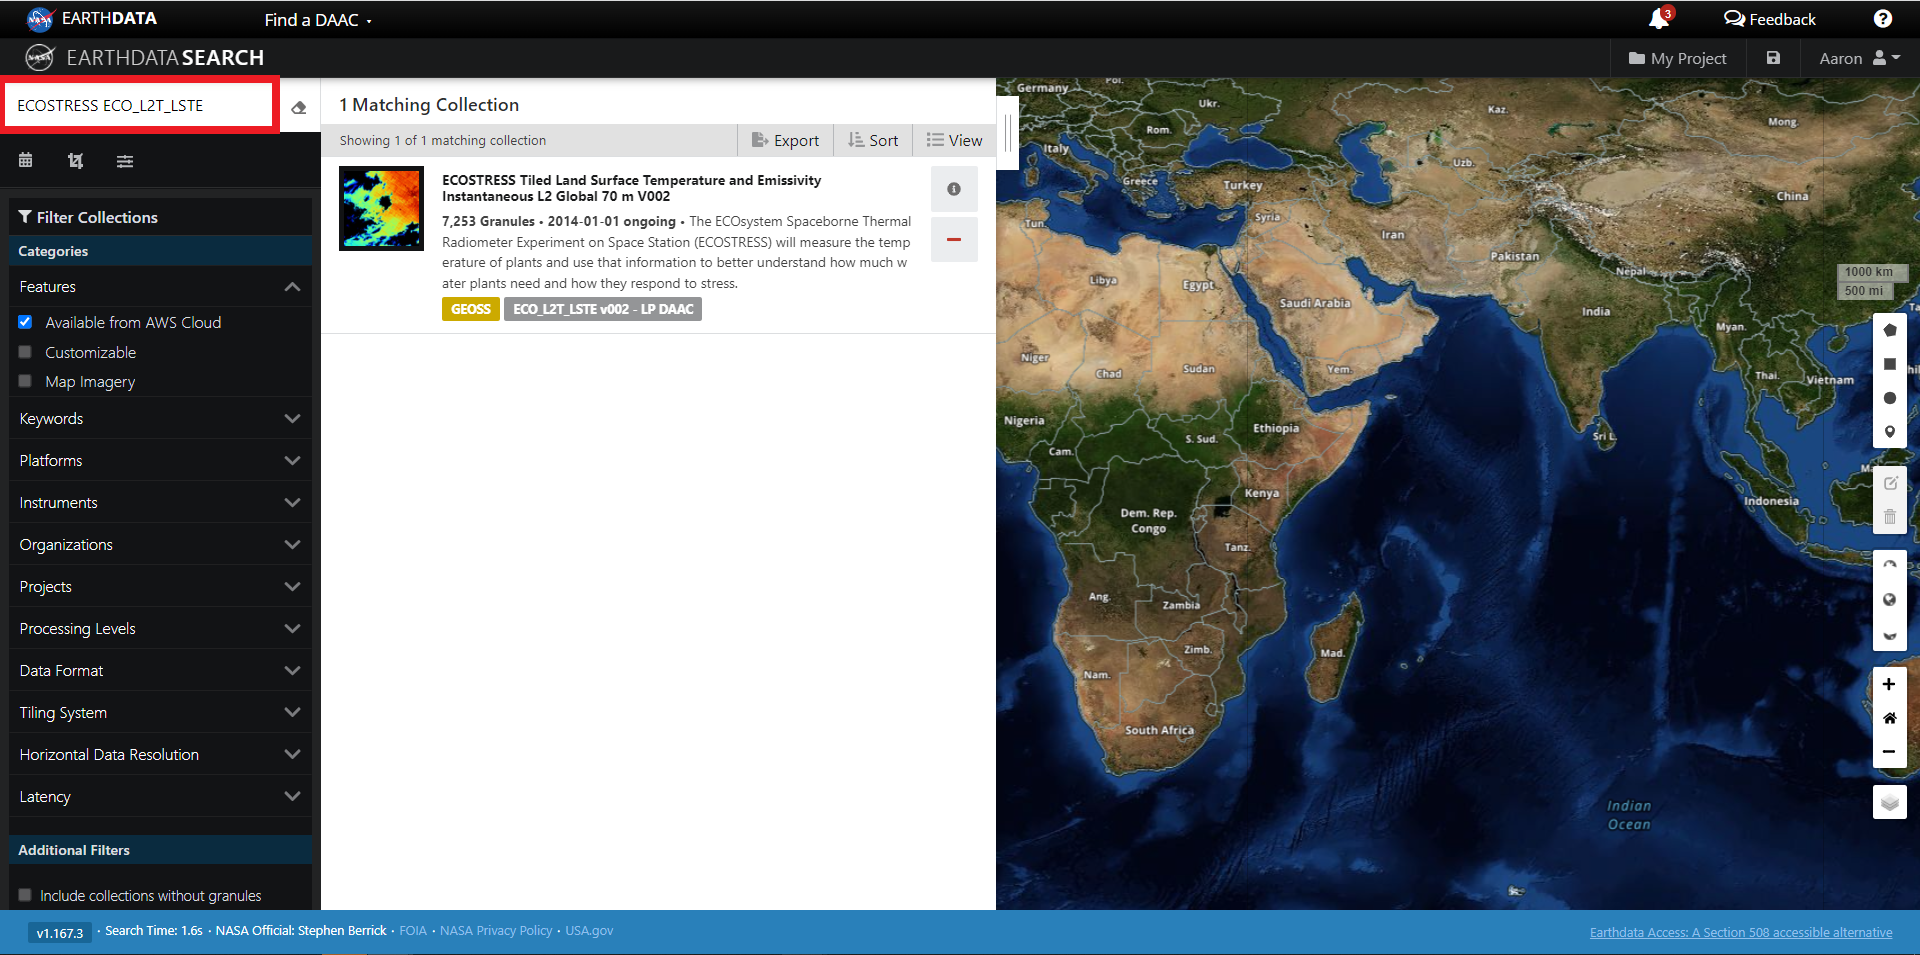 EARTHDATA
Find a DAAC
3
Feedback
?
EARTHDATA SEARCH
My Project
Aaron
ECOSTRESS ECO_L2T_LSTE
Filter Collections
Categories
Features
Available from AWS Cloud
Customizable
Map Imagery
Keywords
Platforms
Instruments
Organizations
Projects
Processing Levels
Data Format
Tiling System
Horizontal Data Resolution
Latency
Additional Filters
Include collections without granules
1 Matching Collection
Showing 1 of 1 matching collection
Export
Sort
View
ECOSTRESS Tiled Land Surface Temperature and Emissivity
Instantaneous L2 Global 70 m V002
7,253 Granules • 2014-01-01 ongoing • The ECOsystem Spaceborne Thermal
Radiometer Experiment on Space Station (ECOSTRESS) will measure the temp
erature of plants and use that information to better understand how much w
ater plants need and how they respond to stress.
GEOSS
ECO_L2T_LSTE v002 - LP DAAC
Germany
Pol.
Ukr.
Kaz.
Mong.
Rom.
Italy
Uzb.
Greece
Turkey
China
Tun.
Syria
Iran
Pakistan
Nepal
1000 km
500 mi
Libya
Egypt
Saudi Arabia
India
Myan.
Niger
Chad
Sudan
Yem.
Thai.
Vietnam
Nigeria
S. Sud.
Ethiopia
Sri L.
Cam.
Kenya
Indonesia
Dem. Rep.
Congo
Tanz.
Ang.
Zambia
Zimb.
Mad.
Nam.
South Africa
Indian
Ocean
v1.167.3 · Search Time: 1.6s · NASA Official: Stephen Berrick · FOIA · NASA Privacy Policy · USA.gov
Earthdata Access: A Section 508 accessible alternative